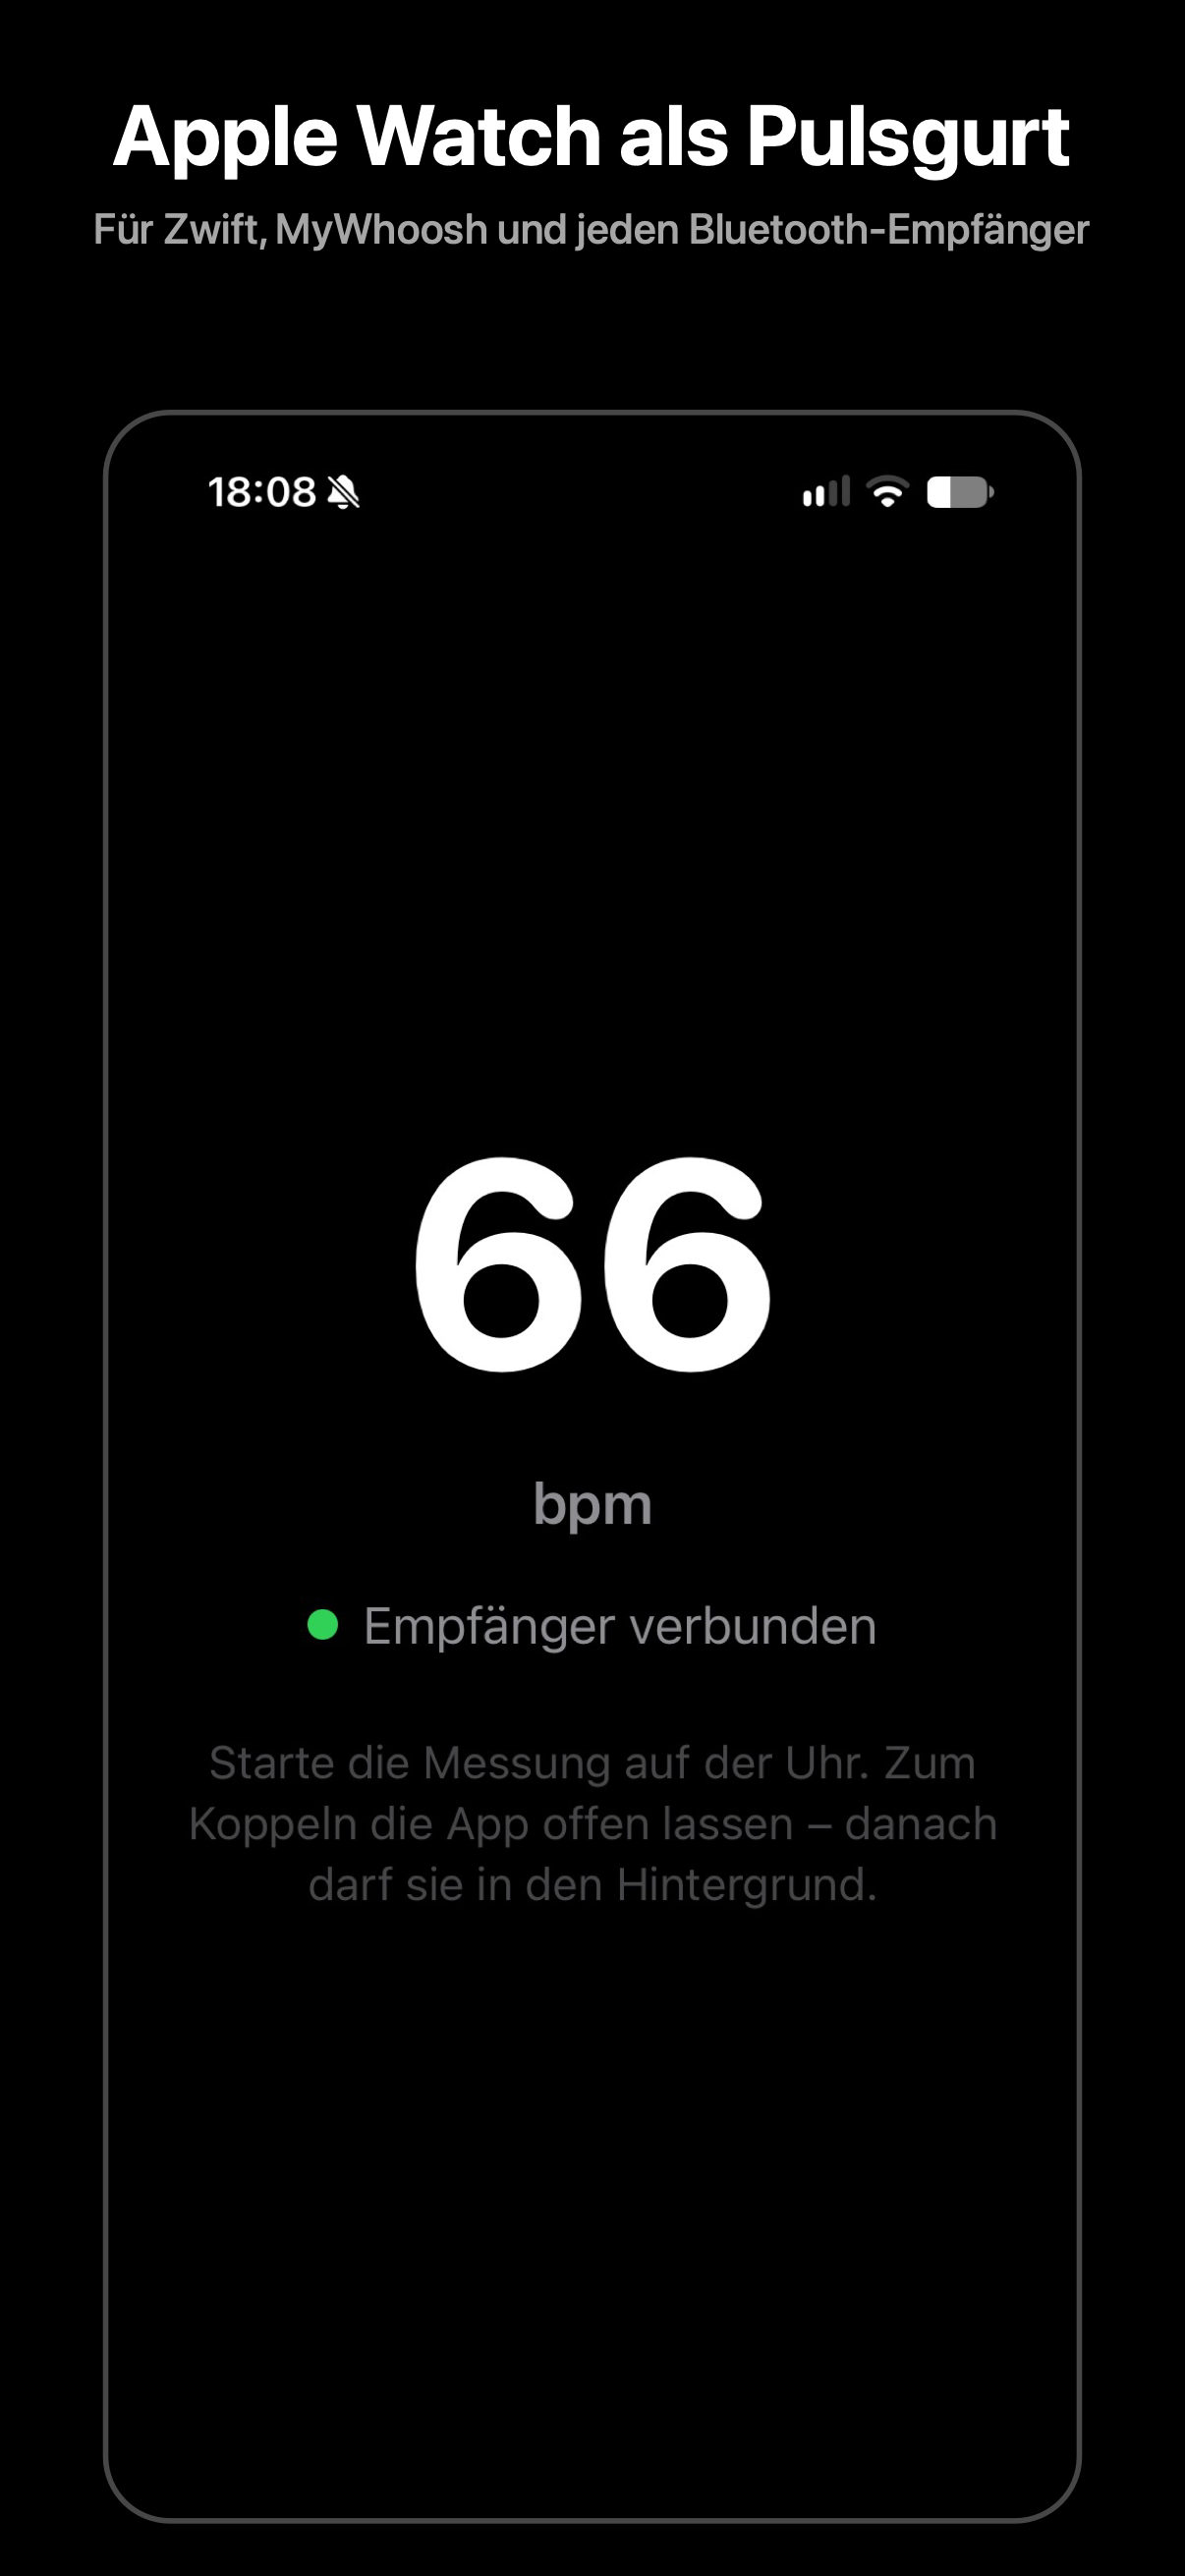 Apple Watch als Pulsgurt
Für Zwift, MyWhoosh und jeden Bluetooth-Empfänger
18:08
66
bpm
Empfänger verbunden
Starte die Messung auf der Uhr. Zum
Koppeln die App offen lassen – danach
darf sie in den Hintergrund.